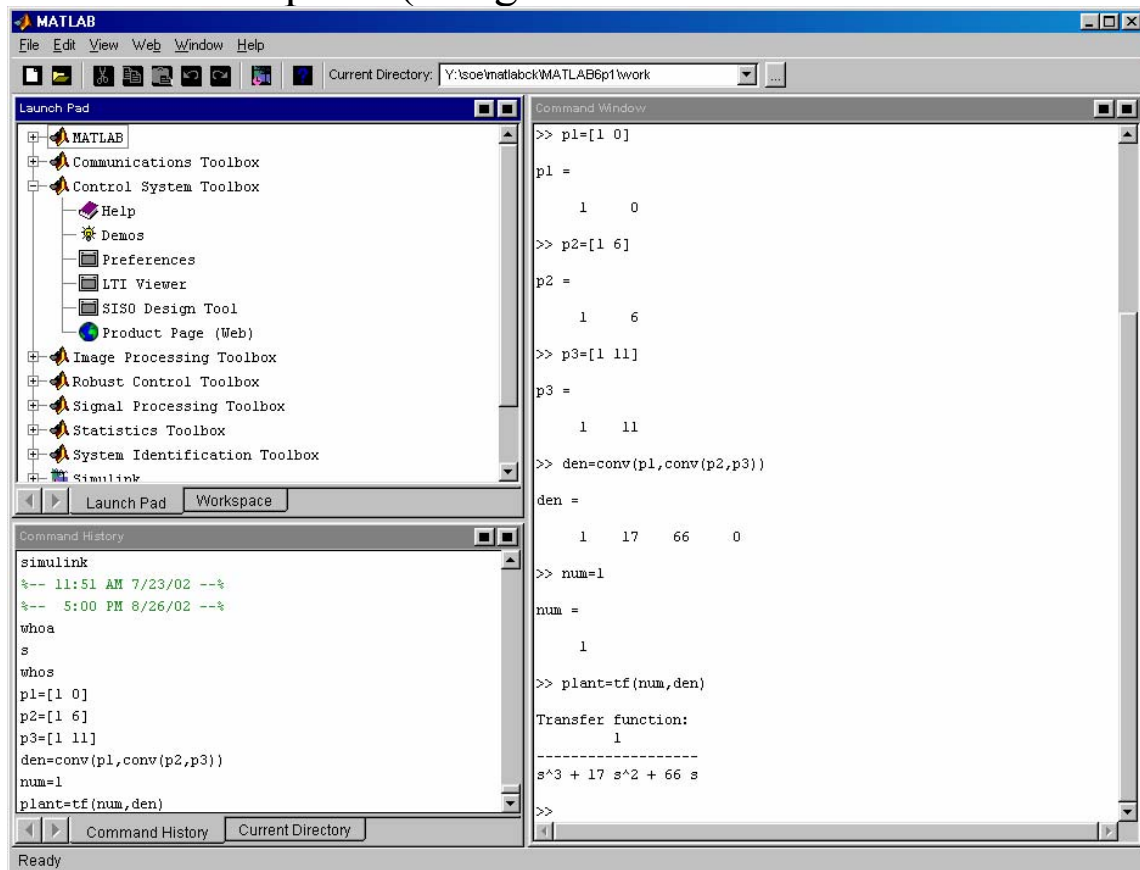 MATLAB
File Edit View Web Window Help
Current Directory: Y:\soe\matlabck\MATLAB6p1\work ...
Launch Pad
MATLAB
Communications Toolbox
Control System Toolbox
Help
Demos
Preferences
LTI Viewer
SISO Design Tool
Product Page (Web)
Image Processing Toolbox
Robust Control Toolbox
Signal Processing Toolbox
Statistics Toolbox
System Identification Toolbox
Simulink
Launch Pad Workspace
Command History
simulink
%-- 11:51 AM 7/23/02 --%
%-- 5:00 PM 8/26/02 --%
whoa
s
whos
p1=[1 0]
p2=[1 6]
p3=[1 11]
den=conv(p1,conv(p2,p3))
num=1
plant=tf(num,den)
Command History Current Directory
Command Window
>> p1=[1 0]
p1 =
1 0
>> p2=[1 6]
p2 =
1 6
>> p3=[1 11]
p3 =
1 11
>> den=conv(p1,conv(p2,p3))
den =
1 17 66 0
>> num=1
num =
1
>> plant=tf(num,den)
Transfer function:
1
-------------------
s^3 + 17 s^2 + 66 s
>>
Ready